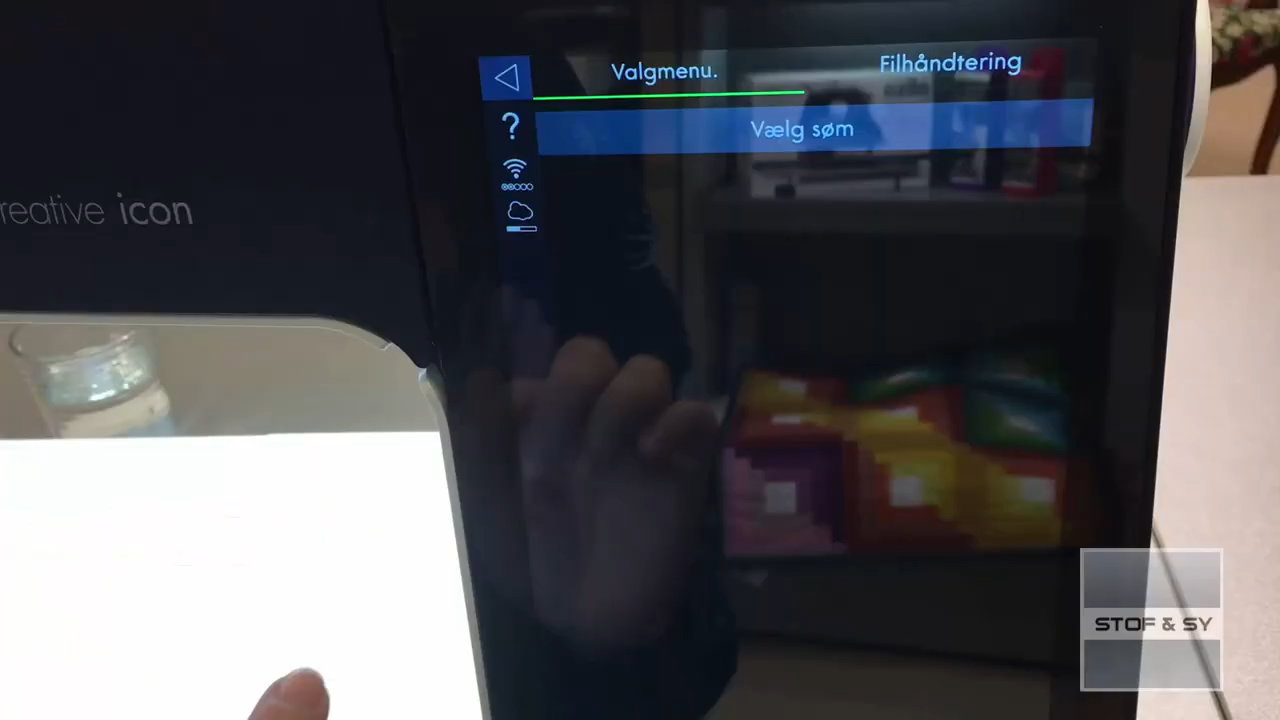 Valgmenu.
Filhåndtering
?
Vælg søm
reative icon
STOF & SY